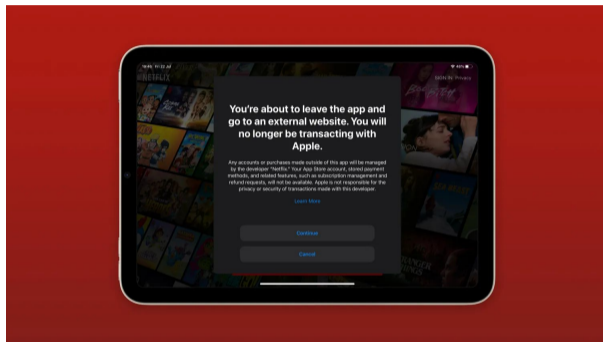 NETFLIX
SIGN IN Privacy
You're about to leave the app and
go to an external website. You will
no longer be transacting with
Apple.
Any accounts or purchases made outside of this app will be managed
by the developer "Netflix." Your App Store account, stored payment
methods, and related features, such as subscription management and
refund requests, will not be available. Apple is not responsible for the
privacy or security of transactions made with this developer.
Learn More
Continue
Cancel